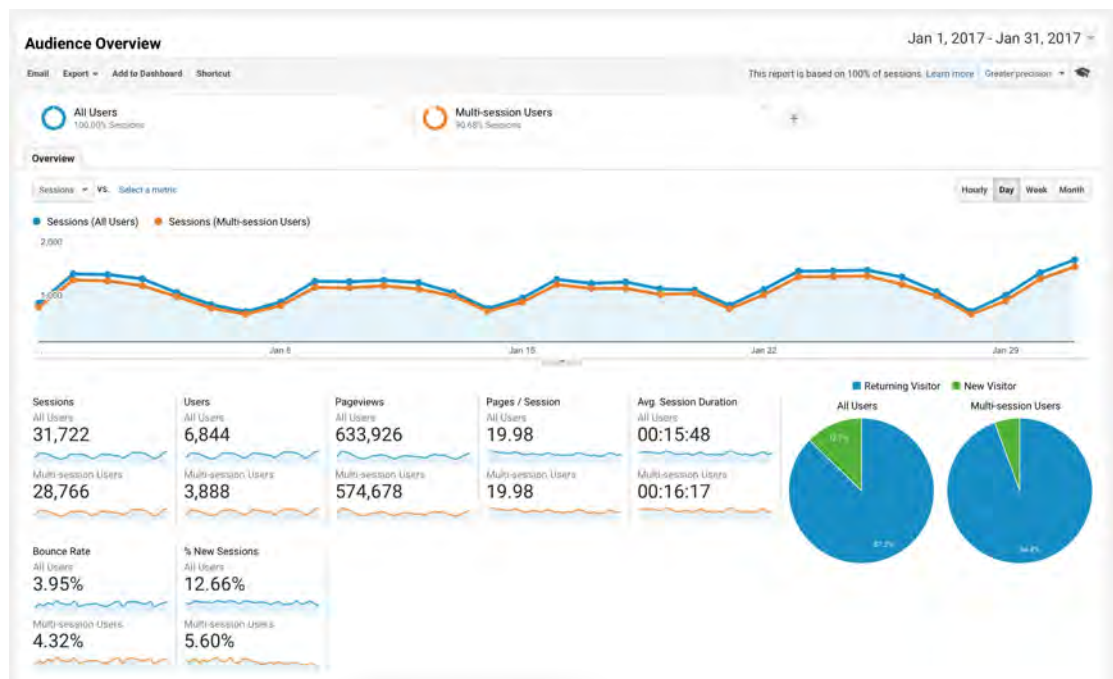 Audience Overview
Jan 1, 2017 - Jan 31, 2017
Email Export Add to Dashboard Shortcut
This report is based on 100% of sessions. Learn more Greater precision
All Users
100.00% Sessions
Multi-session Users
90.68% Sessions
+
Overview
Sessions VS. Select a metric
Hourly Day Week Month
Sessions (All Users) Sessions (Multi-session Users)
2,000
1,000
Jan 15 Jan 22 Jan 29
Returning Visitor New Visitor
All Users
Multi-session Users
Sessions
All Users
31,722
Multi-session Users
28,766
Users
All Users
6,844
Multi-session Users
3,888
Pageviews
All Users
633,926
Multi-session Users
574,678
Pages / Session
All Users
19.98
Multi-session Users
19.98
Avg. Session Duration
All Users
00:15:48
Multi-session Users
00:16:17
Bounce Rate
All Users
3.95%
Multi-session Users
4.32%
% New Sessions
All Users
12.66%
Multi-session Users
5.60%